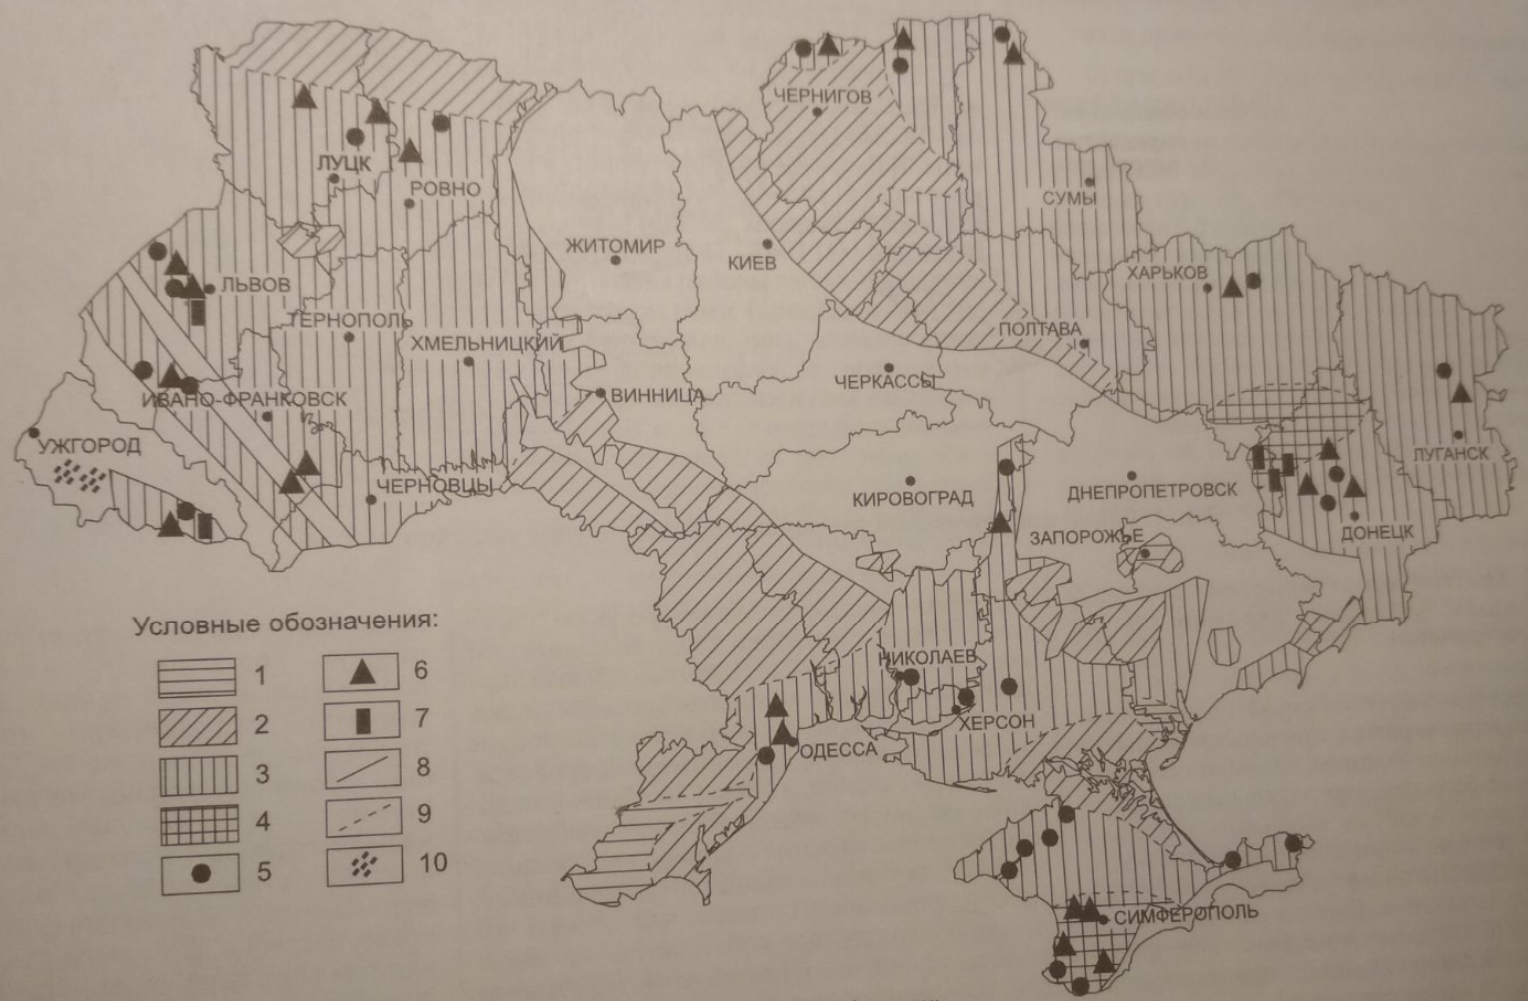 ЧЕРНИГОВ
ЛУЦК
РОВНО
СУМЫ
ЖИТОМИР
КИЕВ
ХАРЬКОВ
ЛЬВОВ
ТЕРНОПОЛЬ
ХМЕЛЬНИЦКИЙ
ПОЛТАВА
ЧЕРКАССЫ
ВИННИЦА
ИВАНО-ФРАНКОВСК
УЖГОРОД
ЛУГАНСК
ЧЕРНОВЦЫ
КИРОВОГРАД
ДНЕПРОПЕТРОВСК
ЗАПОРОЖЬЕ
ДОНЕЦК
НИКОЛАЕВ
ХЕРСОН
ОДЕССА
СИМФЕРОПОЛЬ
Условные обозначения:
1
2
3
4
5
6
7
8
9
10